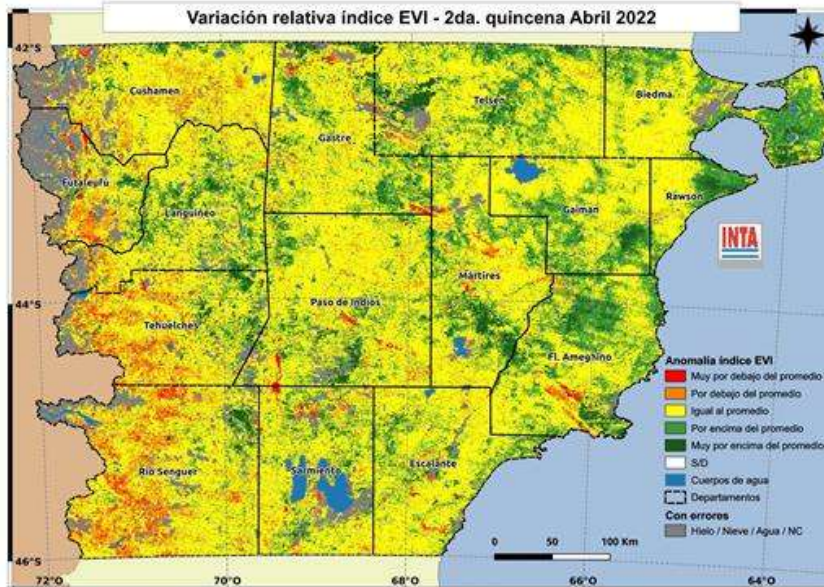 Variación relativa índice EVI - 2da. quincena Abril 2022
42°S
Cushamen
Telsen
Biedma
Gastre
Futaleufú
Languineo
Gaiman
Rawson
INTA
44°S
Mártires
Paso de Indios
Tehuelches
Fl. Ameghino
Anomalía índice EVI
Muy por debajo del promedio
Por debajo del promedio
Igual al promedio
Por encima del promedio
Muy por encima del promedio
S/D
Cuerpos de agua
Departamentos
Con errores
Hielo / Nieve / Agua / NC
Río Senguer
Sarmiento
Escalante
0 50 100 Km
46°S
72°O 70°O 68°O 66°O 64°O